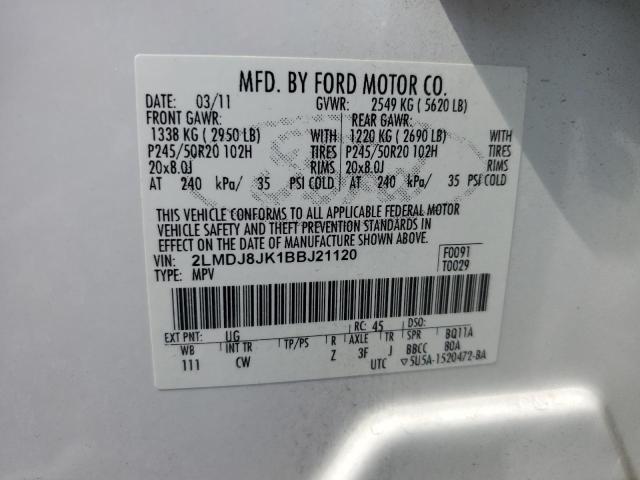 MFD. BY FORD MOTOR CO.
DATE: 03/11 GVWR: 2549 KG ( 5620 LB)
FRONT GAWR: REAR GAWR:
1338 KG ( 2950 LB) WITH 1220 KG ( 2690 LB) WITH
P245/50R20 102H TIRES P245/50R20 102H TIRES
20x8.0J RIMS 20x8.0J RIMS
AT 240 kPa/ 35 PSI COLD AT 240 kPa/ 35 PSI COLD
THIS VEHICLE CONFORMS TO ALL APPLICABLE FEDERAL MOTOR
VEHICLE SAFETY AND THEFT PREVENTION STANDARDS IN
EFFECT ON THE DATE OF MANUFACTURE SHOWN ABOVE.
VIN: 2LMDJ8JK1BBJ21120 F0091
TYPE: MPV T0029
EXT PNT: UG RC: 45 DSO:
WB INT TR TP/PS R AXLE TR SPR BQ11A
111 CW Z 3F J BBCC BOA
UTC 5U5A-1520472-BA